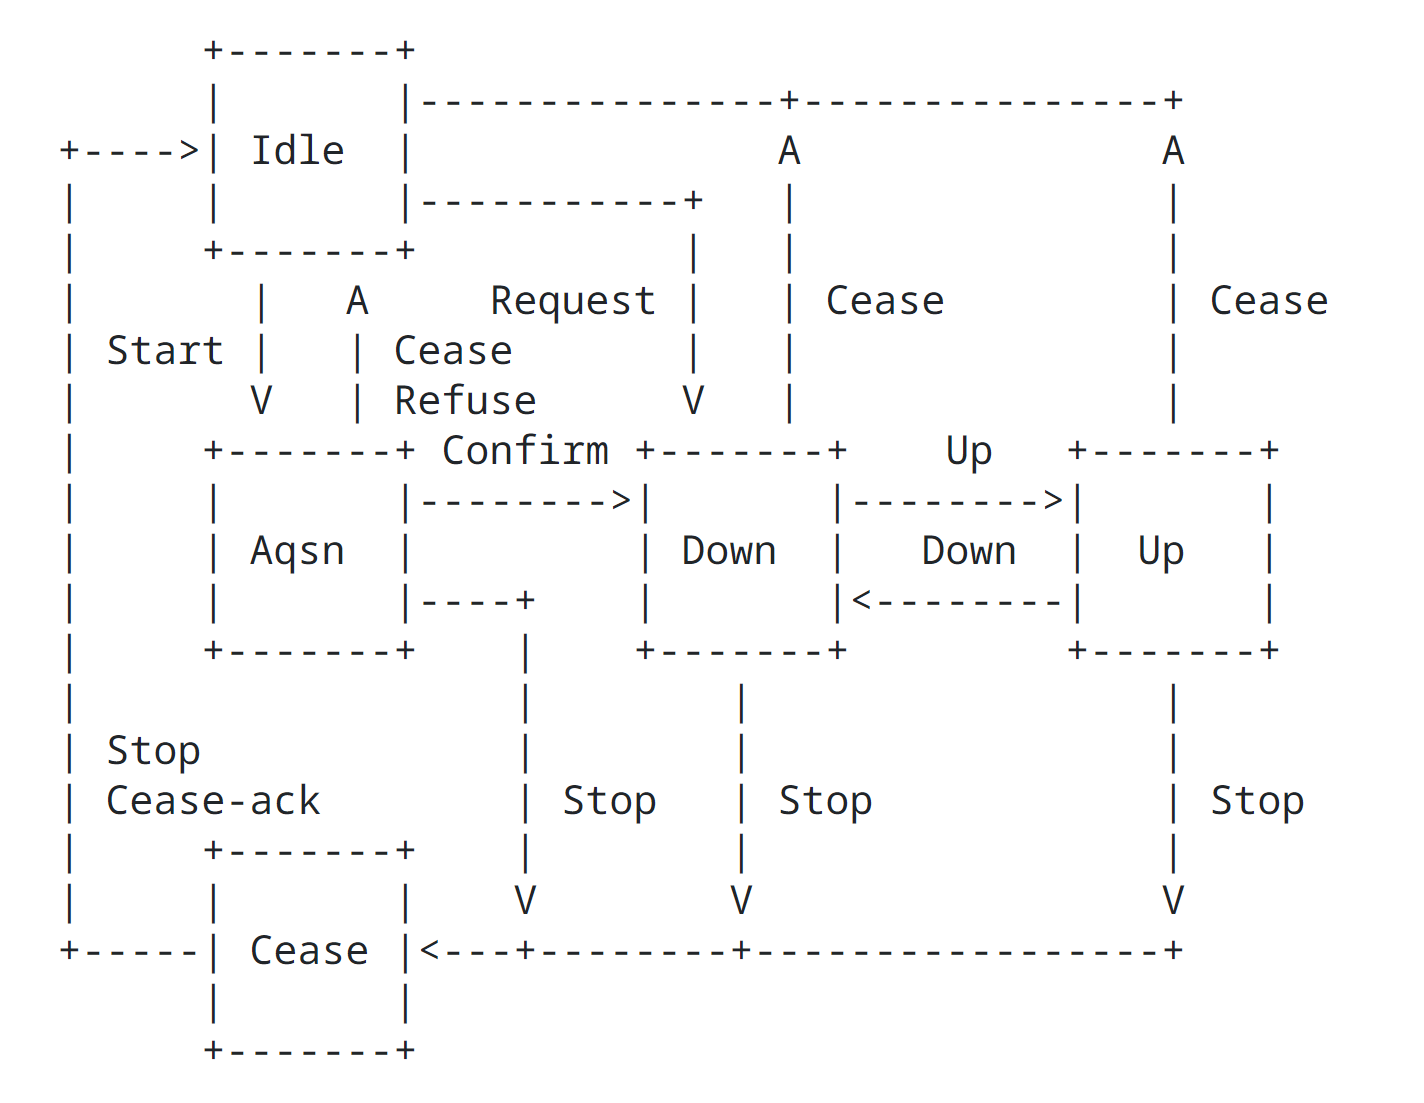 +-------+
      |       |---------------+---------------+
+---->| Idle  |               A               A
|     |       |-----------+   |               |
|     +-------+           |   |               |
|       |   A     Request |   | Cease         | Cease
| Start |   | Cease       |   |               |
|       V   | Refuse      V   |               |
|     +-------+ Confirm +-------+    Up   +-------+
|     |       |-------->|       |-------->|       |
|     | Aqsn  |         | Down  |   Down  |  Up   |
|     |       |----+    |       |<--------|       |
|     +-------+    |    +-------+         +-------+
|                  |        |                 |
| Stop             |        |                 |
| Cease-ack        | Stop   | Stop            | Stop
|     +-------+    |        |                 |
|     |       |    V        V                 V
+-----| Cease |<---+--------+-----------------+
      |       |
      +-------+